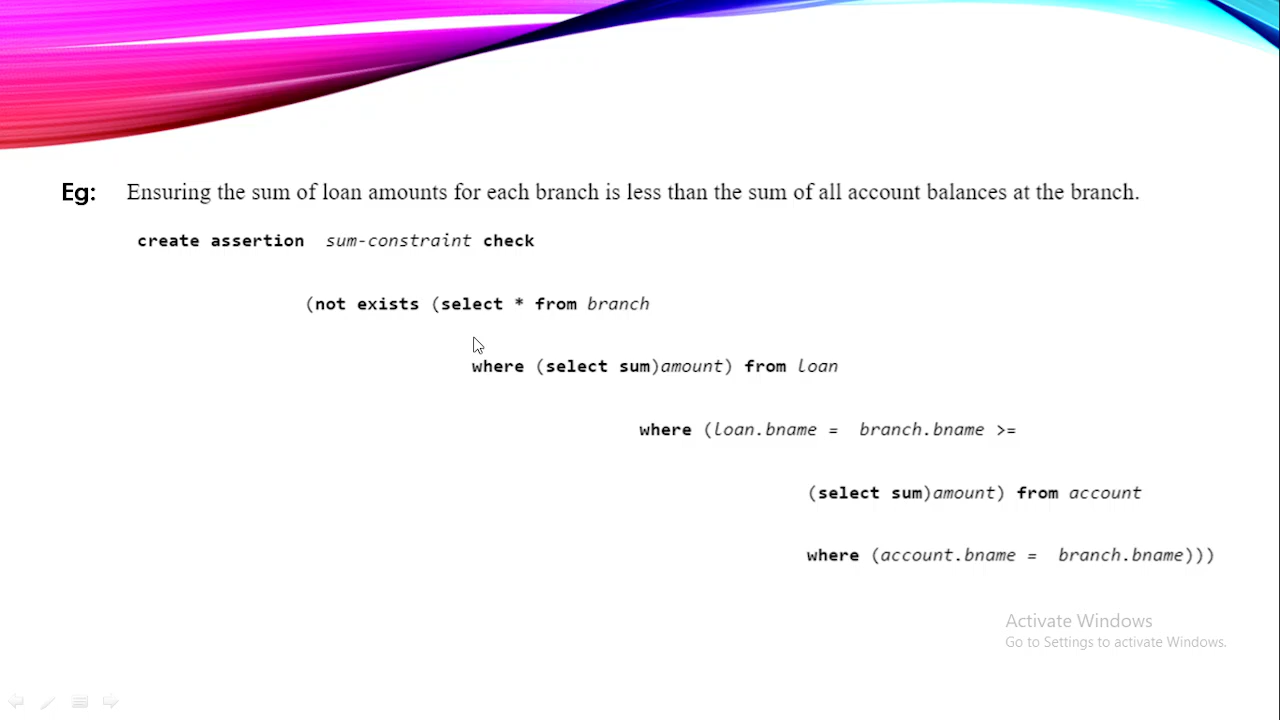 Eg: Ensuring the sum of loan amounts for each branch is less than the sum of all account balances at the branch.
create assertion sum-constraint check
(not exists (select * from branch
where (select sum)amount) from loan
where (loan.bname = branch.bname >=
(select sum)amount) from account
where (account.bname = branch.bname)))
Activate Windows
Go to Settings to activate Windows.